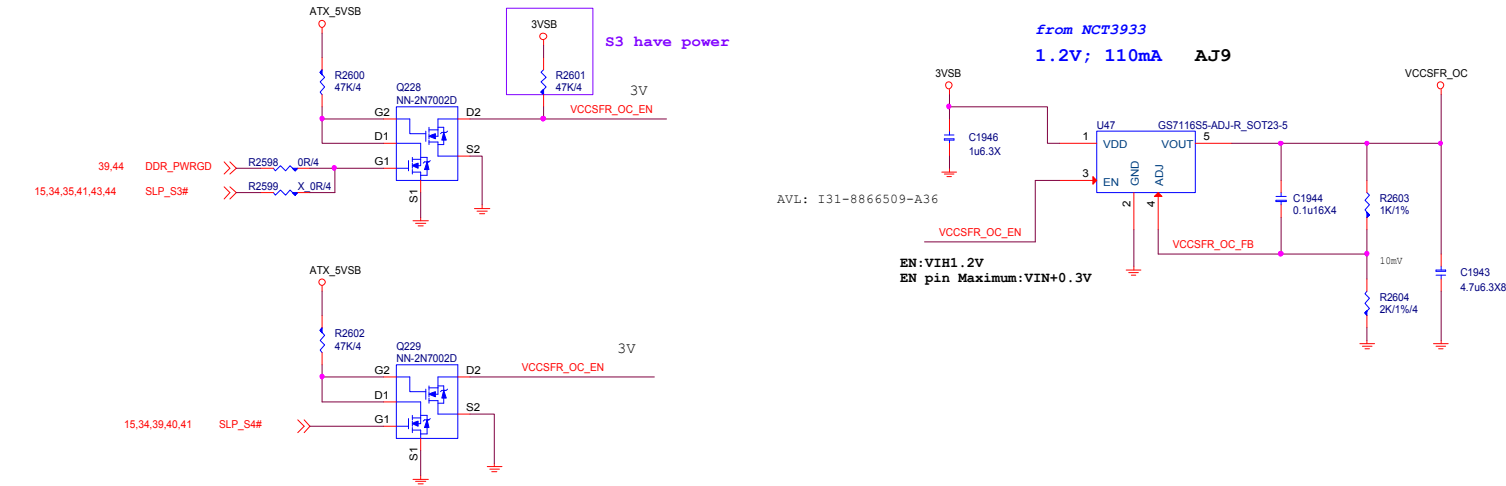 ATX_5VSB
R2600
47K/4
3VSB
R2601
47K/4
S3 have power
Q228
NN-2N7002D
G2
D2
D1
S2
G1
S1
3V
VCCSFR_OC_EN
39,44 DDR_PWRGD
R2598 0R/4
15,34,35,41,43,44 SLP_S3#
R2599 X_0R/4
ATX_5VSB
R2602
47K/4
Q229
NN-2N7002D
G2
D2
D1
S2
G1
S1
3V
VCCSFR_OC_EN
15,34,39,40,41 SLP_S4#
from NCT3933
1.2V; 110mA AJ9
3VSB
VCCSFR_OC
C1946
1u6.3X
U47
GS7116S5-ADJ-R_SOT23-5
1
VDD
VOUT
5
3
EN
GND
ADJ
2
4
AVL: I31-8866509-A36
VCCSFR_OC_EN
EN:VIH1.2V
EN pin Maximum:VIN+0.3V
VCCSFR_OC_FB
C1944
0.1u16X4
R2603
1K/1%
10mV
R2604
2K/1%/4
C1943
4.7u6.3X8